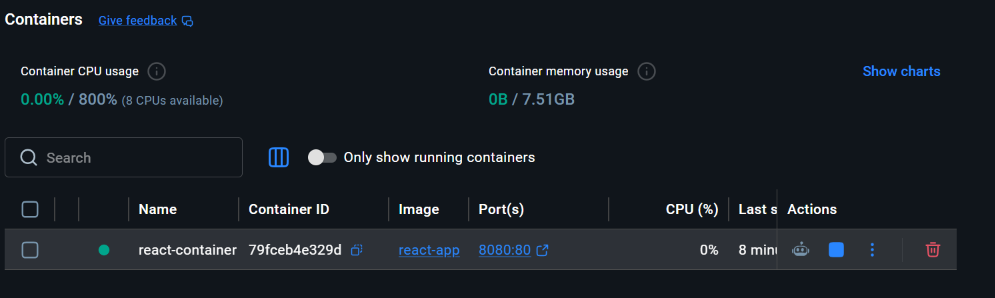 Containers Give feedback
Container CPU usage
Container memory usage
Show charts
0.00% / 800% (8 CPUs available)
0B / 7.51GB
Search
Only show running containers
Name Container ID Image Port(s) CPU (%) Last s Actions
react-container 79fceb4e329d react-app 8080:80 0% 8 minu